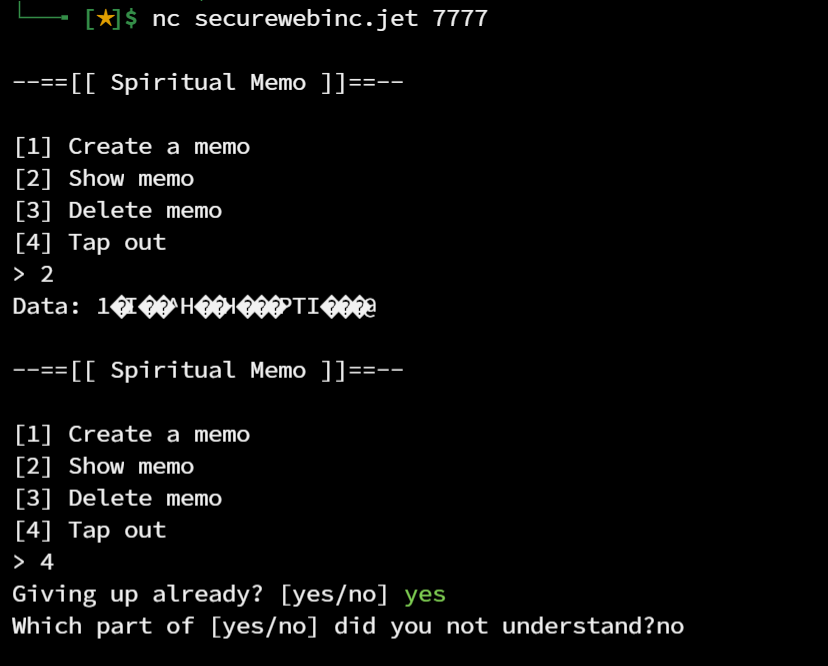 └──╼ [★]$ nc securewebinc.jet 7777
--==[[ Spiritual Memo ]]==--
[1] Create a memo
[2] Show memo
[3] Delete memo
[4] Tap out
> 2
Data: 1�I��^H��H���PTI���@
--==[[ Spiritual Memo ]]==--
[1] Create a memo
[2] Show memo
[3] Delete memo
[4] Tap out
> 4
Giving up already? [yes/no] yes
Which part of [yes/no] did you not understand?no